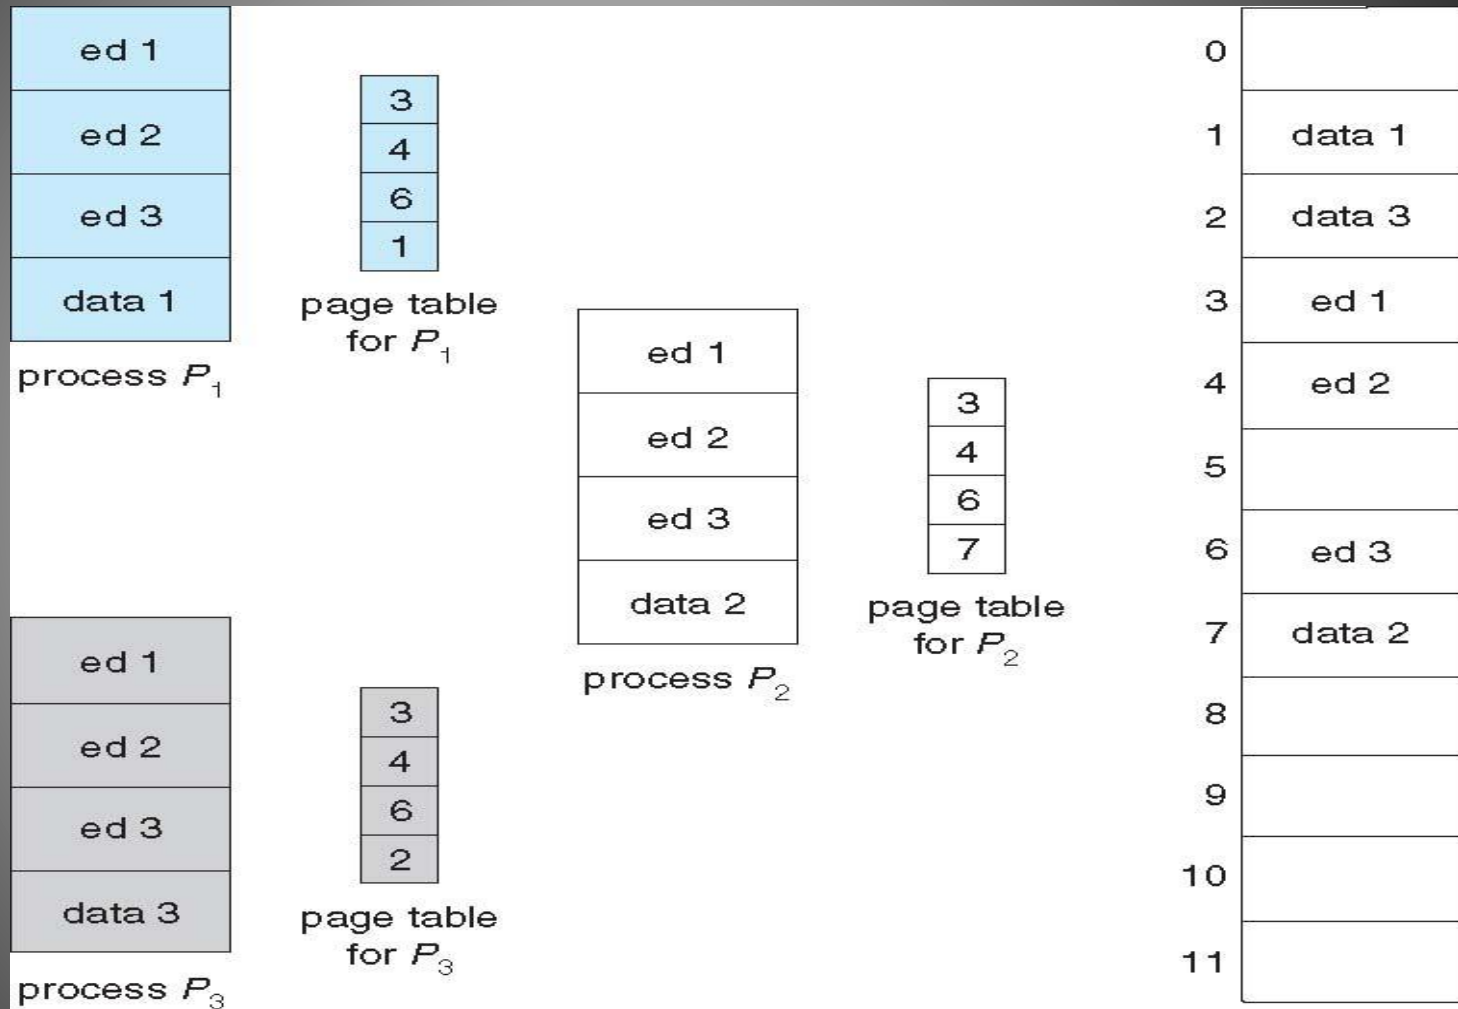 ed 1
ed 2
ed 3
data 1
process P₁
3
4
6
1
page table
for P₁
ed 1
ed 2
ed 3
data 2
process P₂
3
4
6
7
page table
for P₂
ed 1
ed 2
ed 3
data 3
process P₃
3
4
6
2
page table
for P₃
0
1 data 1
2 data 3
3 ed 1
4 ed 2
5
6 ed 3
7 data 2
8
9
10
11